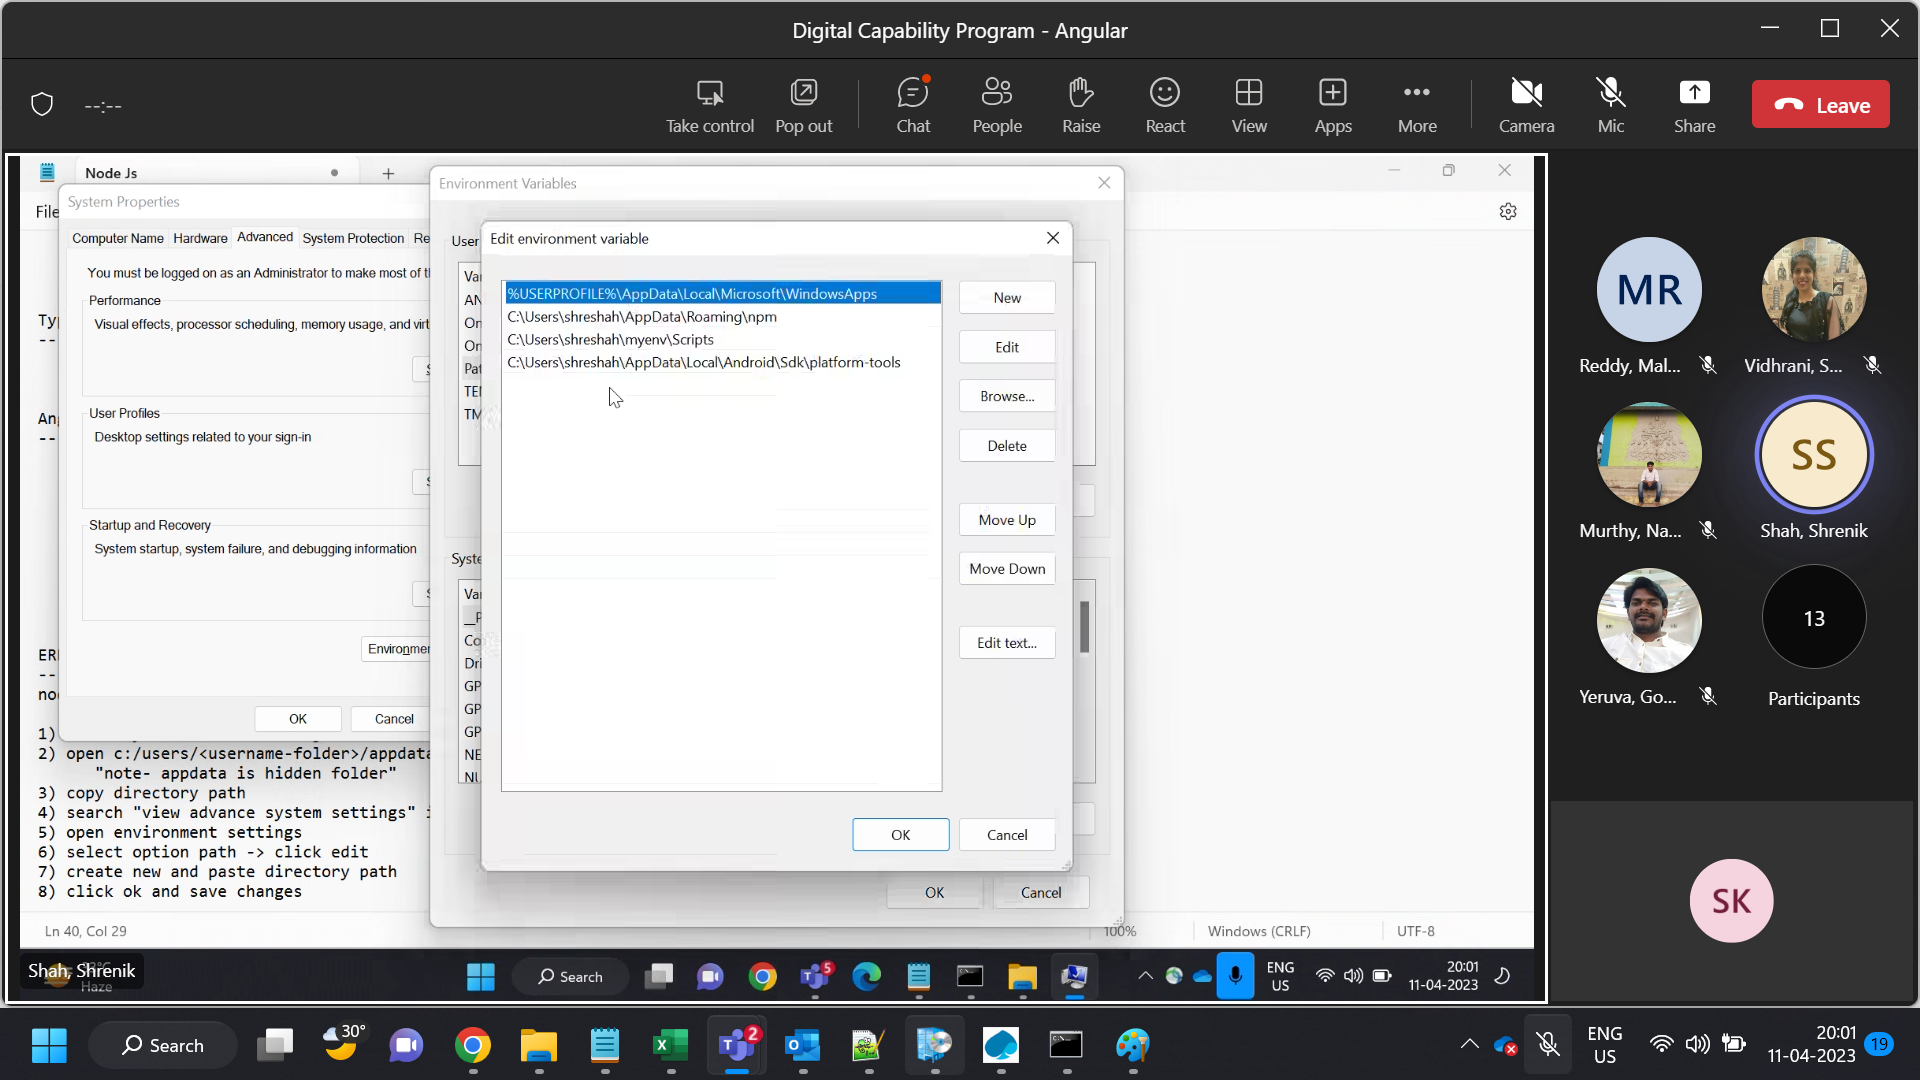 Digital Capability Program - Angular
--:--
Take control
Pop out
Chat
People
Raise
React
View
Apps
More
Camera
Mic
Share
Leave
Node Js
File
System Properties
Computer Name
Hardware
Advanced
System Protection
Re
You must be logged on as an Administrator to make most of t
Performance
Visual effects, processor scheduling, memory usage, and virt
User Profiles
Desktop settings related to your sign-in
Startup and Recovery
System startup, system failure, and debugging information
Environmen
OK
Cancel
Ty
--
An
--
ER
--
no
1)
2) open c:/users/<username-folder>/appdata
"note- appdata is hidden folder"
3) copy directory path
4) search "view advance system settings" i
5) open environment settings
6) select option path -> click edit
7) create new and paste directory path
8) click ok and save changes
Ln 40, Col 29
100%
Windows (CRLF)
UTF-8
Environment Variables
User
Va
AN
On
On
Pat
TE
TM
Syste
Va
__P
Co
Dri
GP
GP
GP
NE
NU
OK
Cancel
Edit environment variable
%USERPROFILE%\AppData\Local\Microsoft\WindowsApps
C:\Users\shreshah\AppData\Roaming\npm
C:\Users\shreshah\myenv\Scripts
C:\Users\shreshah\AppData\Local\Android\Sdk\platform-tools
New
Edit
Browse...
Delete
Move Up
Move Down
Edit text...
OK
Cancel
Shah, Shrenik
Haze
Search
5
ENG
US
20:01
11-04-2023
MR
Reddy, Mal...
Vidhrani, S...
Murthy, Na...
SS
Shah, Shrenik
Yeruva, Go...
13
Participants
SK
Search
30°
2
ENG
US
20:01
11-04-2023
19